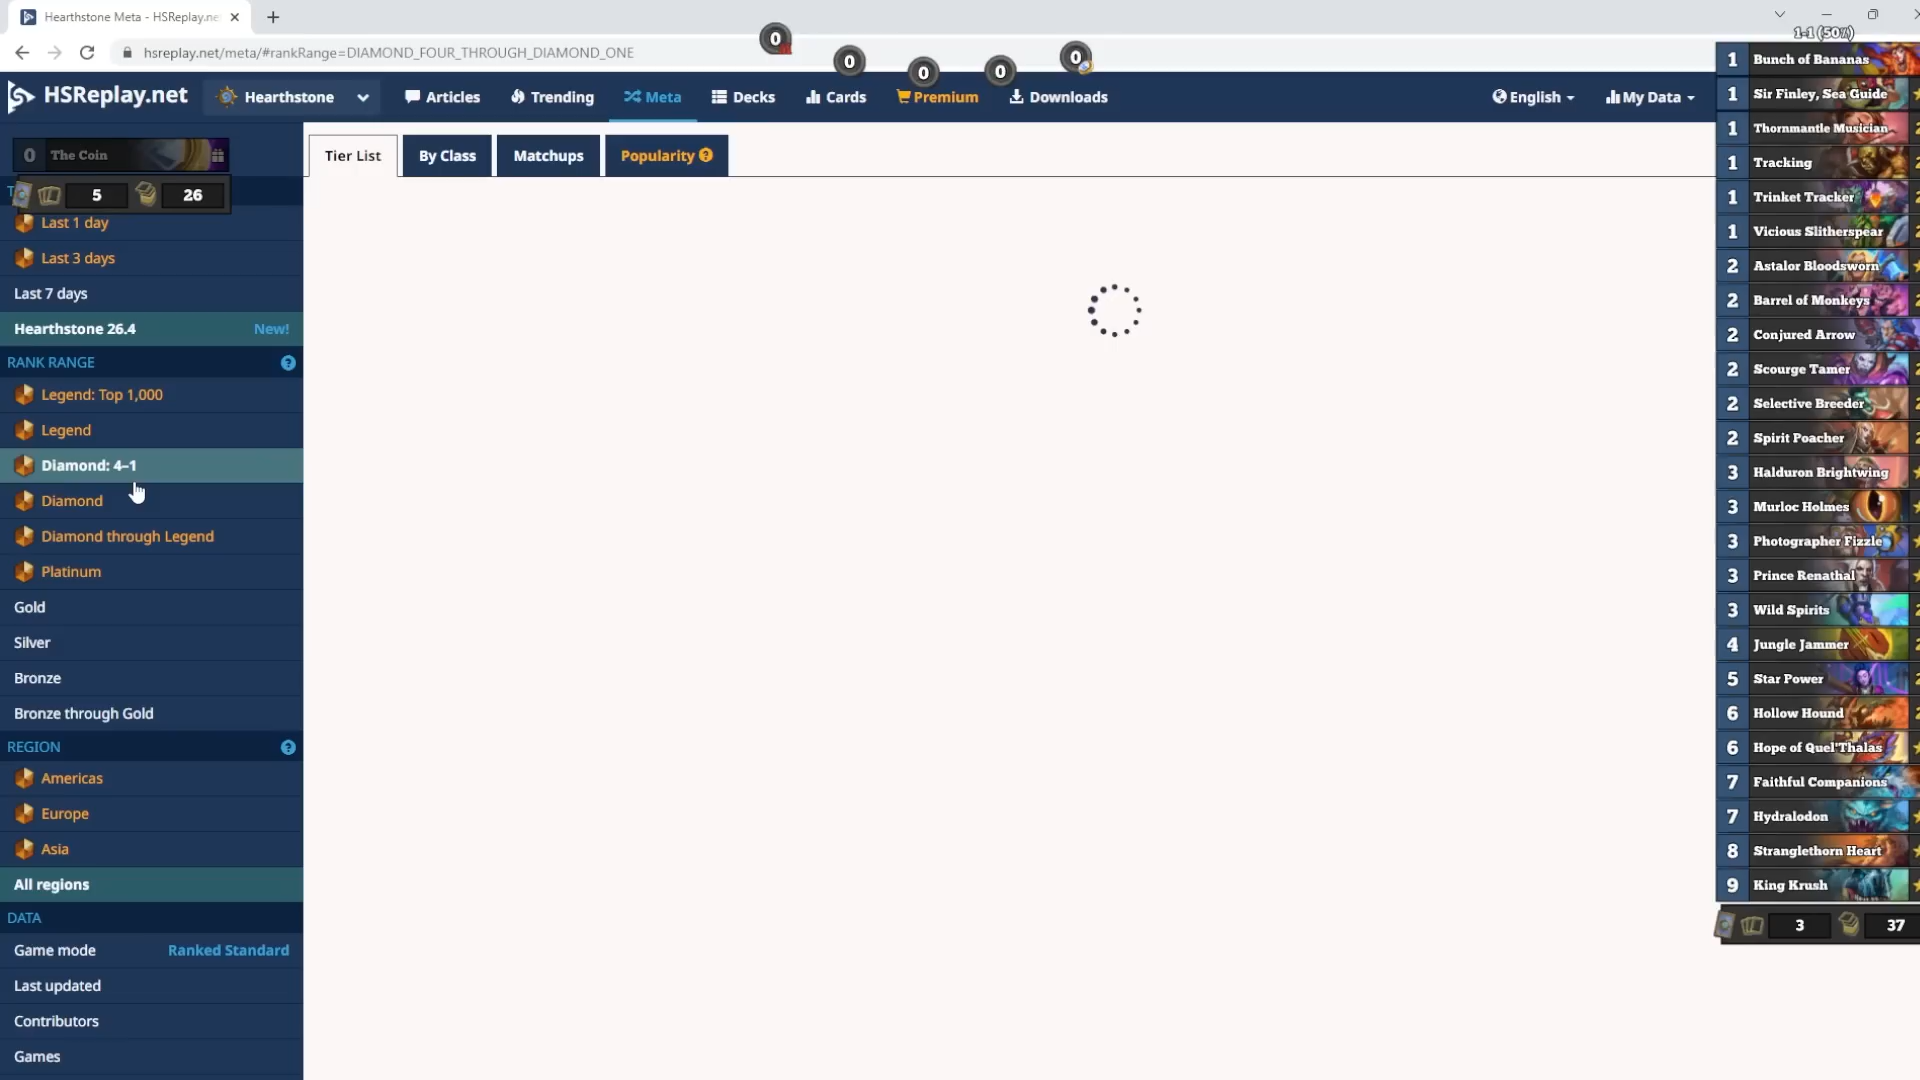 Hearthstone Meta - HSReplay.ne
hsreplay.net/meta/#rankRange=DIAMOND_FOUR_THROUGH_DIAMOND_ONE
0
0
0
0
0
1-1 (50%)
HSReplay.net
Hearthstone
Articles
Trending
Meta
Decks
Cards
Premium
Downloads
English
My Data
0 The Coin
5 26
Last 1 day
Last 3 days
Last 7 days
Hearthstone 26.4 New!
RANK RANGE ?
Legend: Top 1,000
Legend
Diamond: 4–1
Diamond
Diamond through Legend
Platinum
Gold
Silver
Bronze
Bronze through Gold
REGION ?
Americas
Europe
Asia
All regions
DATA
Game mode Ranked Standard
Last updated
Contributors
Games
Tier List
By Class
Matchups
Popularity ?
1 Bunch of Bananas
1 Sir Finley, Sea Guide
1 Thornmantle Musician
1 Tracking
1 Trinket Tracker
1 Vicious Slitherspear
2 Astalor Bloodsworn
2 Barrel of Monkeys
2 Conjured Arrow
2 Scourge Tamer
2 Selective Breeder
2 Spirit Poacher
3 Halduron Brightwing
3 Murloc Holmes
3 Photographer Fizzle
3 Prince Renathal
3 Wild Spirits
4 Jungle Jammer
5 Star Power
6 Hollow Hound
6 Hope of Quel'Thalas
7 Faithful Companions
7 Hydralodon
8 Stranglethorn Heart
9 King Krush
3 37